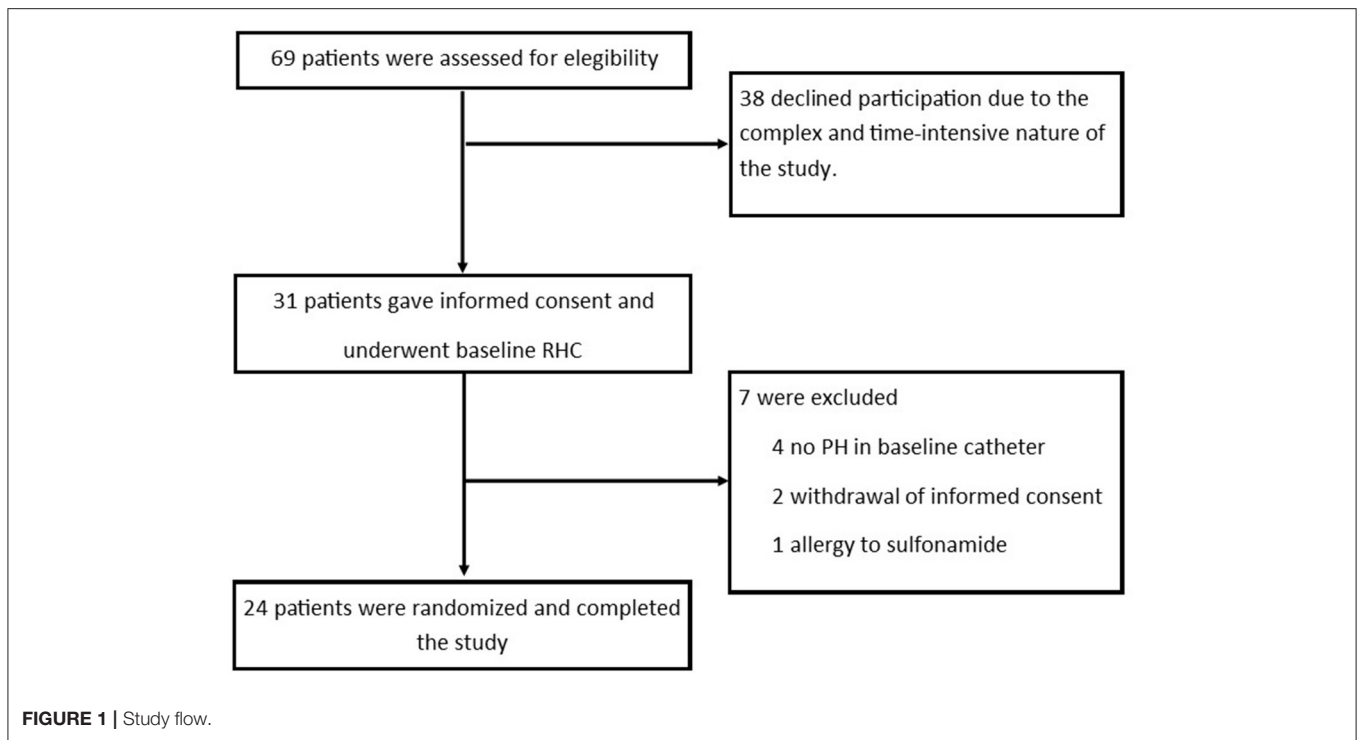 69 patients were assessed for elegibility
38 declined participation due to the
complex and time-intensive nature of
the study.
31 patients gave informed consent and
underwent baseline RHC
7 were excluded
4 no PH in baseline catheter
2 withdrawal of informed consent
1 allergy to sulfonamide
24 patients were randomized and completed
the study
FIGURE 1 | Study flow.